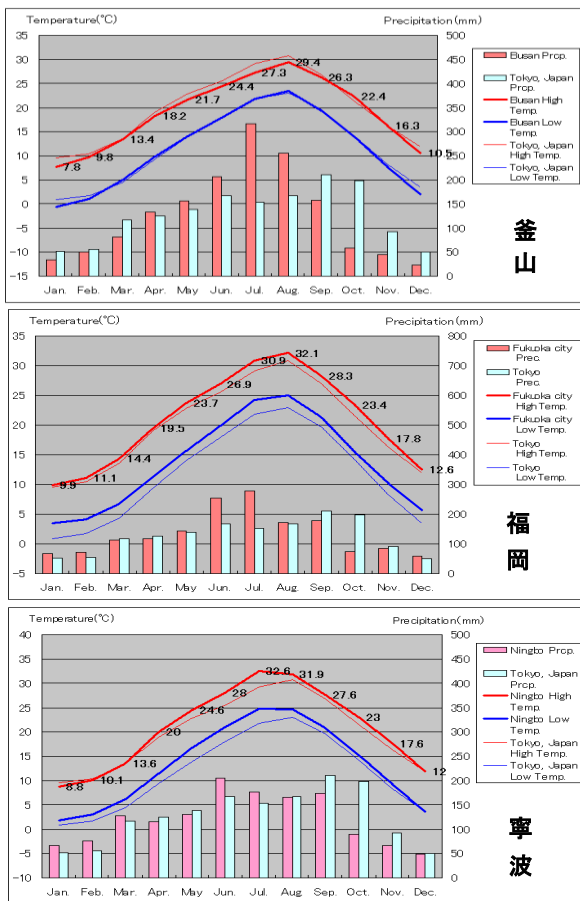 Temperature(℃) Precipitation(mm)
35 500
30 450
25 400
20 350
15 300
10 250
5 200
0 150
-5 100
-10 50
-15 0
Jan. Feb. Mar. Apr. May Jun. Jul. Aug. Sep. Oct. Nov. Dec.
7.8 9.8 13.4 18.2 21.7 24.4 27.3 29.4 26.3 22.4 16.3 10.5
Busan Prcp.
Tokyo, Japan
Prcp.
Busan High
Temp.
Busan Low
Temp.
Tokyo, Japan
High Temp.
Tokyo, Japan
Low Temp.
釜
山
Temperature(℃) Precipitation(mm)
35 800
30 700
25 600
20 500
15 400
10 300
5 200
0 100
-5 0
Jan. Feb. Mar. Apr. May Jun. Jul. Aug. Sep. Oct. Nov. Dec.
9.9 11.1 14.4 19.5 23.7 26.9 30.9 32.1 28.3 23.4 17.8 12.6
Fukuoka city
Prec.
Tokyo
Prec.
Fukuoka city
High Temp.
Fukuoka city
Low Temp.
Tokyo
High Temp.
Tokyo
Low Temp.
福
岡
Temperature(℃) Precipitation(mm)
40 500
35 450
30 400
25 350
20 300
15 250
10 200
5 150
0 100
-5 50
-10 0
Jan. Feb. Mar. Apr. May Jun. Jul. Aug. Sep. Oct. Nov. Dec.
8.8 10.1 13.6 20 24.6 28 32.6 31.9 27.6 23 17.6 12
Ningbo Prcp.
Tokyo, Japan
Prcp.
Ningbo High
Temp.
Ningbo Low
Temp.
Tokyo, Japan
High Temp.
Tokyo, Japan
Low Temp.
寧
波